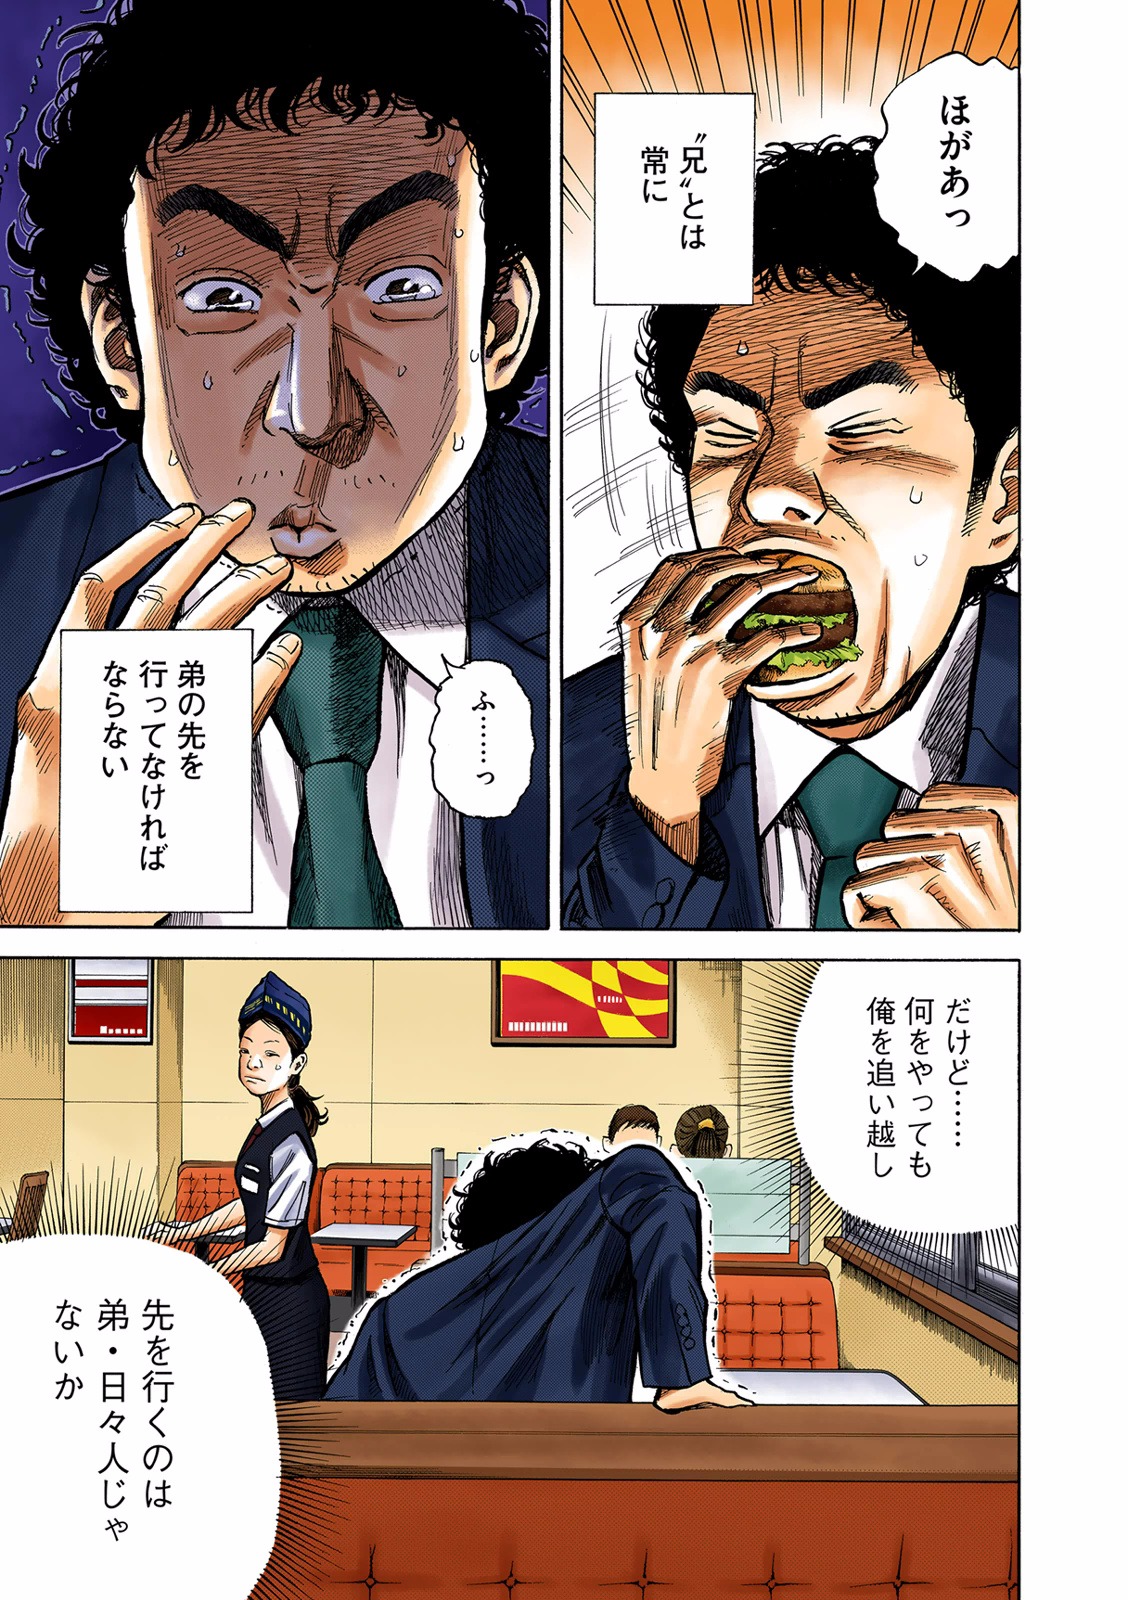 ほがあっ
〝兄〟とは
常に
ふ……っ
弟の先を
行ってなければ
ならない
だけど……
何をやっても
俺を追い越し
先を行くのは
弟・日々人じゃ
ないか